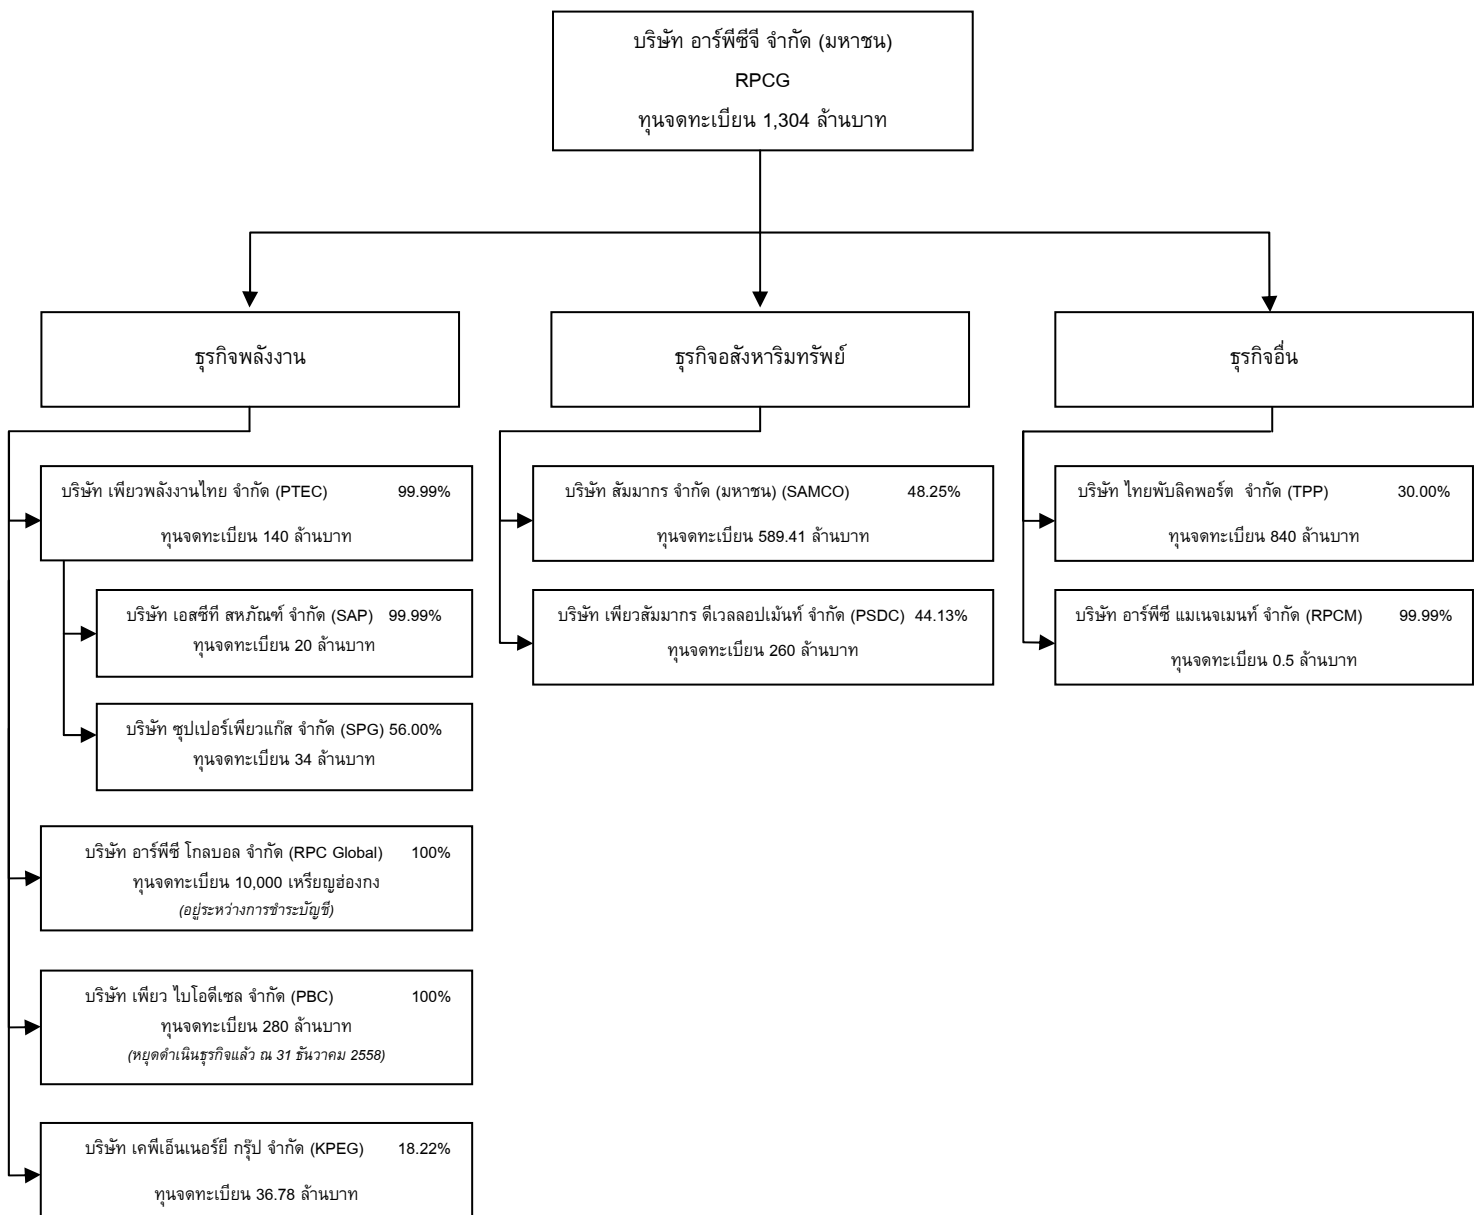 บริษัท อาร์พีซีจี จำกัด (มหาชน)
RPCG
ทุนจดทะเบียน 1,304 ล้านบาท
ธุรกิจพลังงาน
ธุรกิจอสังหาริมทรัพย์
ธุรกิจอื่น
บริษัท เพียวพลังงานไทย จำกัด (PTEC) 99.99%
ทุนจดทะเบียน 140 ล้านบาท
บริษัท เอสซีที สหภัณฑ์ จำกัด (SAP) 99.99%
ทุนจดทะเบียน 20 ล้านบาท
บริษัท ซุปเปอร์เพียวแก๊ส จำกัด (SPG) 56.00%
ทุนจดทะเบียน 34 ล้านบาท
บริษัท อาร์พีซี โกลบอล จำกัด (RPC Global) 100%
ทุนจดทะเบียน 10,000 เหรียญฮ่องกง
(อยู่ระหว่างการชำระบัญชี)
บริษัท เพียว ไบโอดีเซล จำกัด (PBC) 100%
ทุนจดทะเบียน 280 ล้านบาท
(หยุดดำเนินธุรกิจแล้ว ณ 31 ธันวาคม 2558)
บริษัท เคพีเอ็นเนอร์ยี กรุ๊ป จำกัด (KPEG) 18.22%
ทุนจดทะเบียน 36.78 ล้านบาท
บริษัท สัมมากร จำกัด (มหาชน) (SAMCO) 48.25%
ทุนจดทะเบียน 589.41 ล้านบาท
บริษัท เพียวสัมมากร ดีเวลลอปเม้นท์ จำกัด (PSDC) 44.13%
ทุนจดทะเบียน 260 ล้านบาท
บริษัท ไทยพับลิคพอร์ต จำกัด (TPP) 30.00%
ทุนจดทะเบียน 840 ล้านบาท
บริษัท อาร์พีซี แมเนจเมนท์ จำกัด (RPCM) 99.99%
ทุนจดทะเบียน 0.5 ล้านบาท